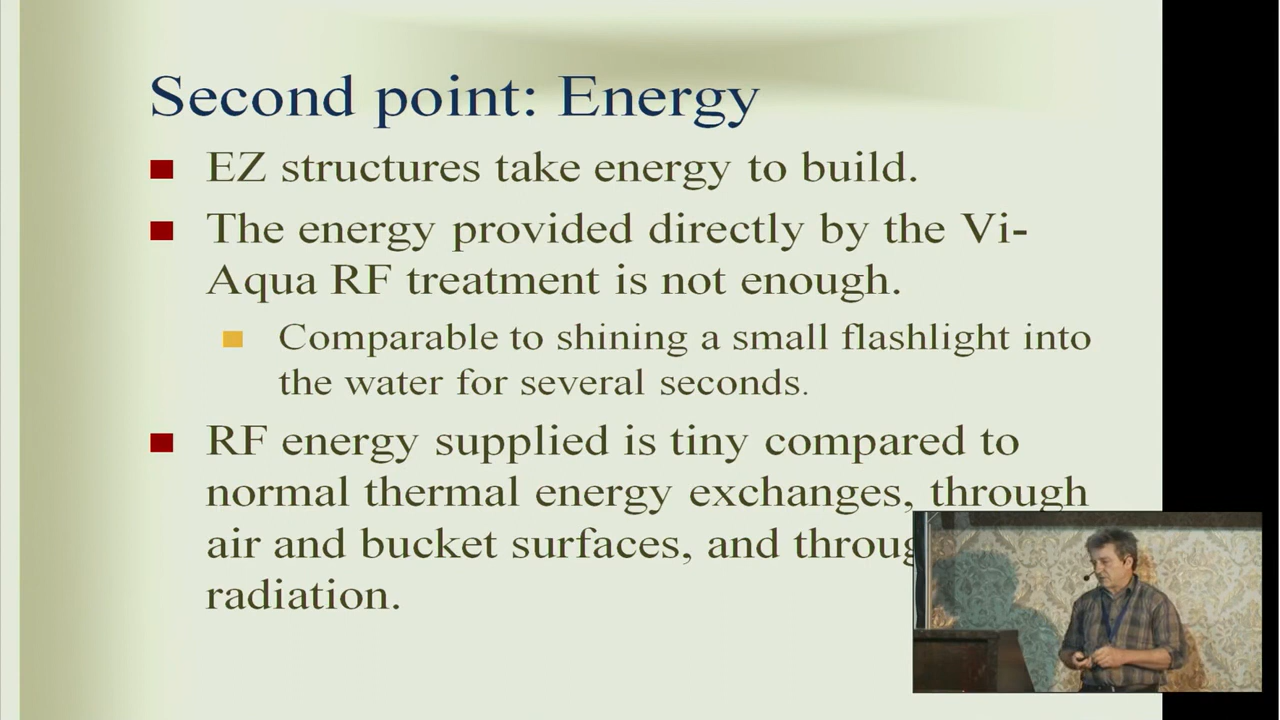 Second point: Energy
EZ structures take energy to build.
The energy provided directly by the Vi-
Aqua RF treatment is not enough.
Comparable to shining a small flashlight into
the water for several seconds.
RF energy supplied is tiny compared to
normal thermal energy exchanges, through
air and bucket surfaces, and
radiation.